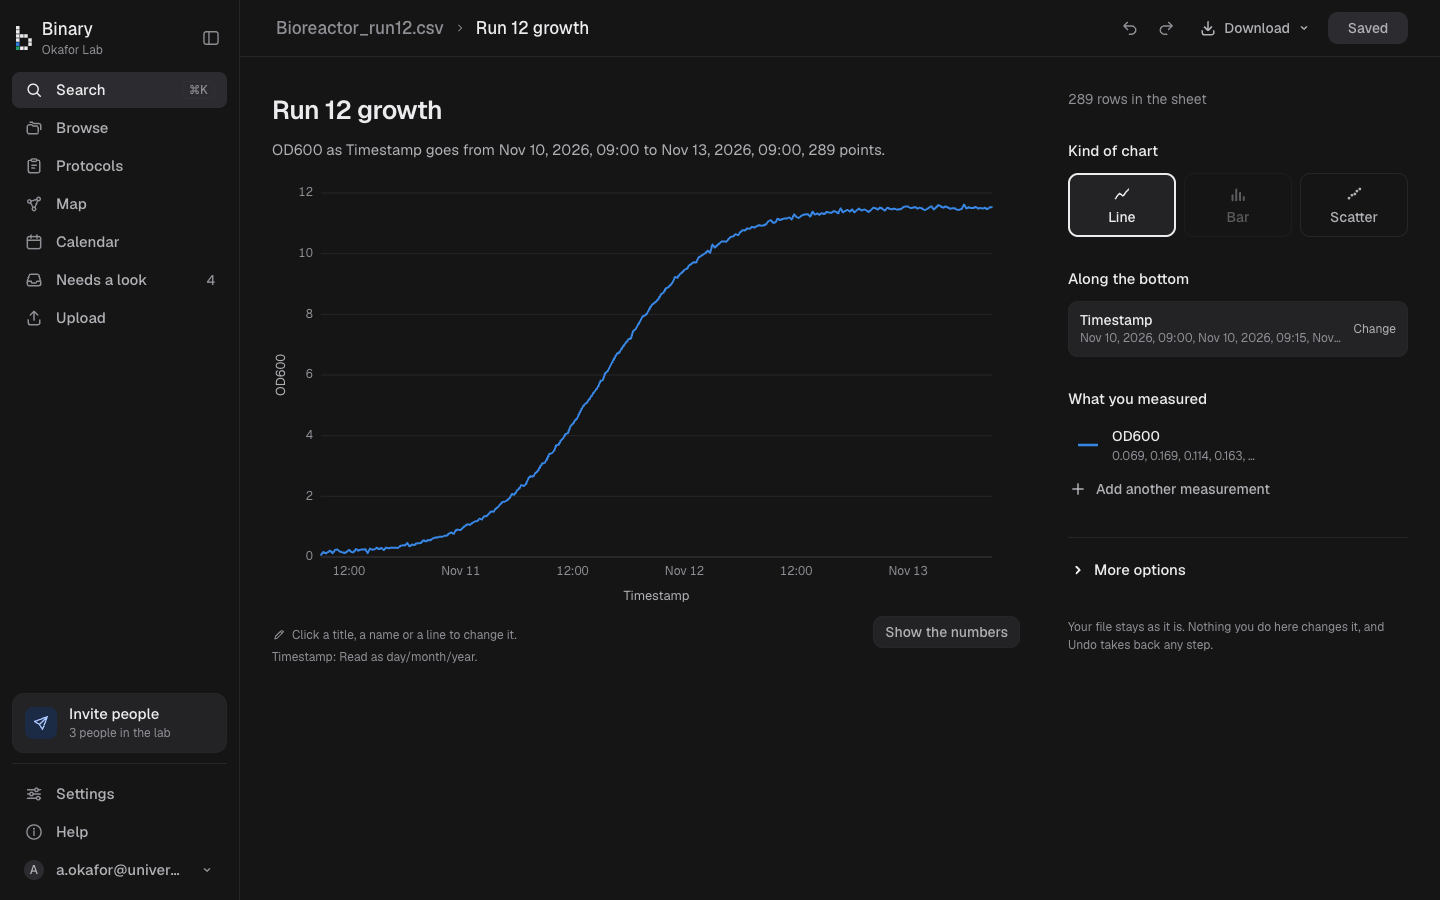 Binary
Okafor Lab
Search ⌘K
Browse
Protocols
Map
Calendar
Needs a look 4
Upload
Invite people
3 people in the lab
Settings
Help
A a.okafor@univer...
Bioreactor_run12.csv › Run 12 growth
Download
Saved
Run 12 growth
OD600 as Timestamp goes from Nov 10, 2026, 09:00 to Nov 13, 2026, 09:00, 289 points.
12
10
8
6
4
2
0
OD600
12:00 Nov 11 12:00 Nov 12 12:00 Nov 13
Timestamp
Click a title, a name or a line to change it.
Timestamp: Read as day/month/year.
Show the numbers
289 rows in the sheet
Kind of chart
Line Bar Scatter
Along the bottom
Timestamp
Nov 10, 2026, 09:00, Nov 10, 2026, 09:15, Nov...
Change
What you measured
OD600
0.069, 0.169, 0.114, 0.163, ...
Add another measurement
More options
Your file stays as it is. Nothing you do here changes it, and
Undo takes back any step.